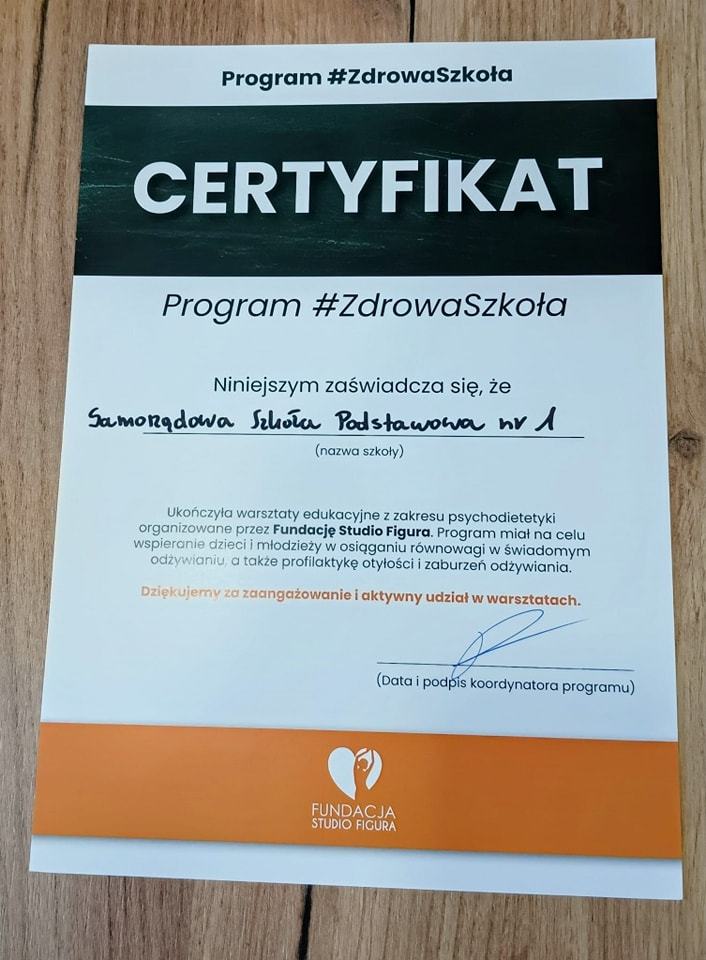 Program #ZdrowaSzkoła
CERTYFIKAT
Program #ZdrowaSzkoła
Niniejszym zaświadcza się, że
Samorządowa Szkoła Podstawowa nr 1
(nazwa szkoły)
Ukończyła warsztaty edukacyjne z zakresu psychodietetyki
organizowane przez Fundację Studio Figura. Program miał na celu
wspieranie dzieci i młodzieży w osiąganiu równowagi w świadomym
odżywianiu, a także profilaktykę otyłości i zaburzeń odżywiania.
Dziękujemy za zaangażowanie i aktywny udział w warsztatach.
(Data i podpis koordynatora programu)
FUNDACJA
STUDIO FIGURA